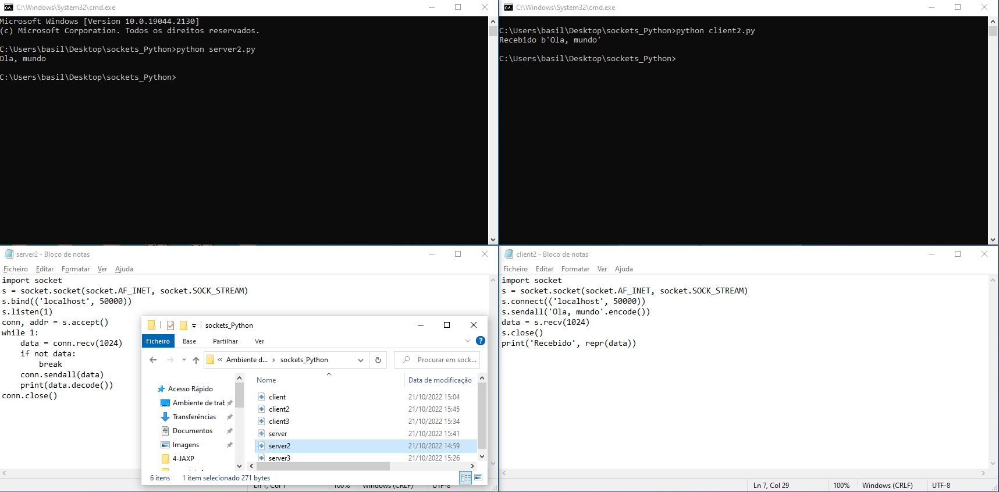 C:\Windows\System32\cmd.exe
Microsoft Windows [Version 10.0.19044.2130]
(c) Microsoft Corporation. Todos os direitos reservados.
C:\Users\basil\Desktop\sockets_Python>python server2.py
Ola, mundo
C:\Users\basil\Desktop\sockets_Python>
C:\Windows\System32\cmd.exe
C:\Users\basil\Desktop\sockets_Python>python client2.py
Recebido b'Ola, mundo'
C:\Users\basil\Desktop\sockets_Python>
server2 - Bloco de notas
Ficheiro Editar Formatar Ver Ajuda
import socket
s = socket.socket(socket.AF_INET, socket.SOCK_STREAM)
s.bind(('localhost', 50000))
s.listen(1)
conn, addr = s.accept()
while 1:
    data = conn.recv(1024)
    if not data:
        break
    conn.sendall(data)
    print(data.decode())
conn.close()
Ln 1, Col 1 100% Windows (CRLF) UTF-8
sockets_Python
Ficheiro Base Partilhar Ver
« Ambiente d... > sockets_Python
Procurar em sock...
Acesso Rápido
Ambiente de trab
Transferências
Documentos
Imagens
4-JAXP
Nome Data de modificação
client 21/10/2022 15:04
client2 21/10/2022 15:45
client3 21/10/2022 15:34
server 21/10/2022 15:41
server2 21/10/2022 14:59
server3 21/10/2022 15:26
6 itens 1 item selecionado 271 bytes
client2 - Bloco de notas
Ficheiro Editar Formatar Ver Ajuda
import socket
s = socket.socket(socket.AF_INET, socket.SOCK_STREAM)
s.connect(('localhost', 50000))
s.sendall('Ola, mundo'.encode())
data = s.recv(1024)
s.close()
print('Recebido', repr(data))
Ln 7, Col 29 100% Windows (CRLF) UTF-8